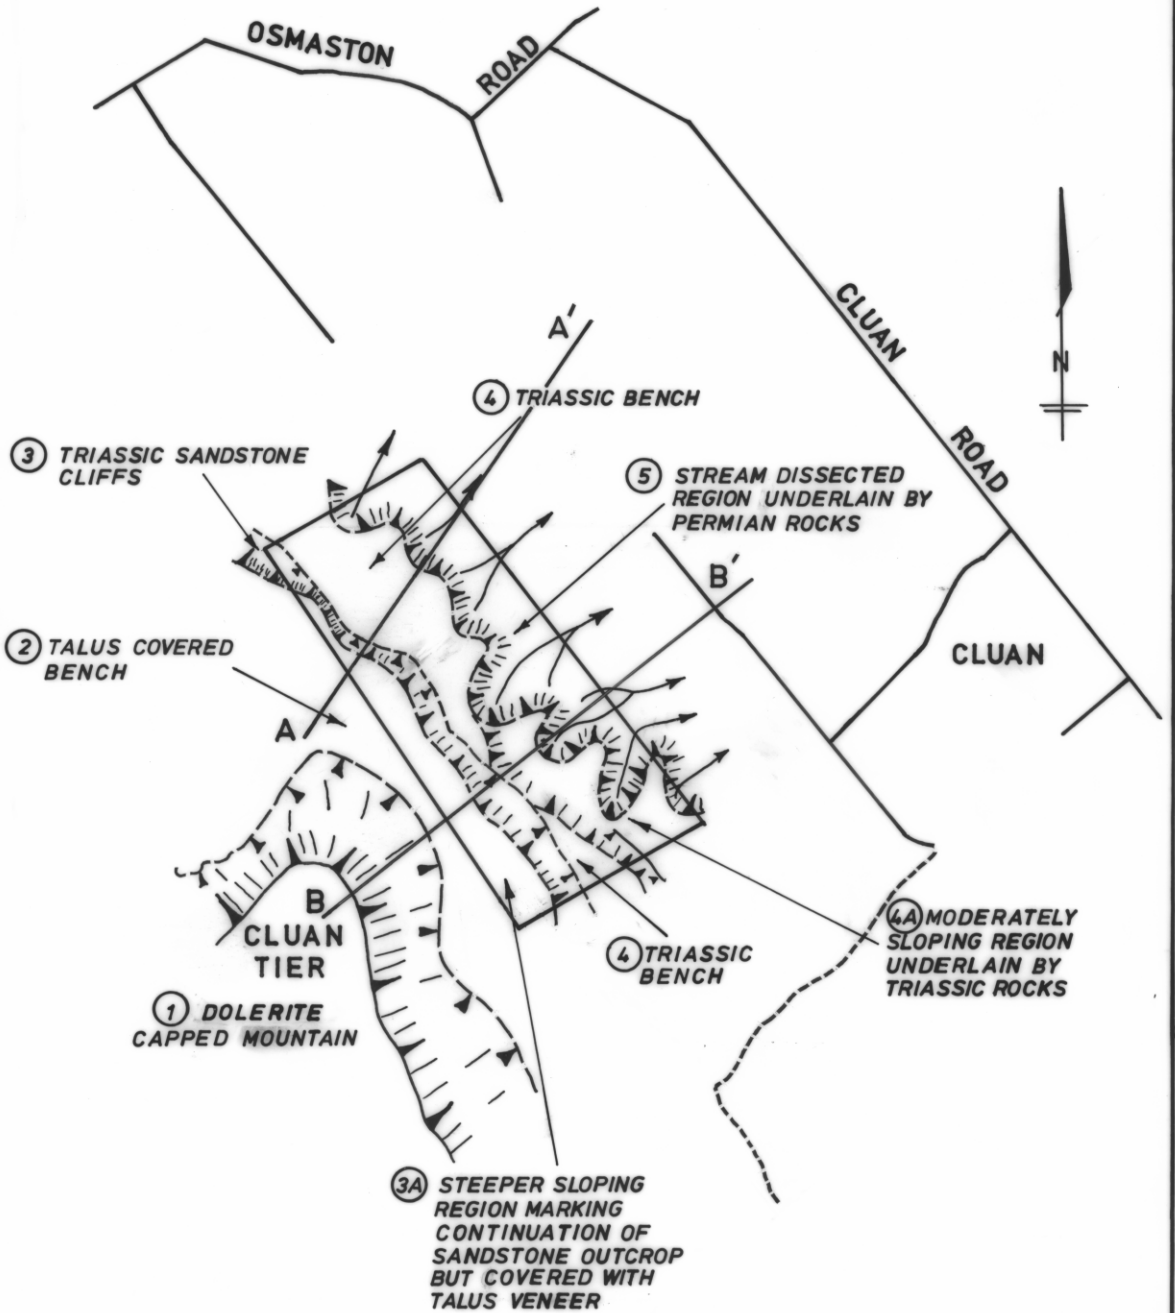 OSMASTON
ROAD
CLUAN
ROAD
N
A'
4 TRIASSIC BENCH
3 TRIASSIC SANDSTONE
CLIFFS
5 STREAM DISSECTED
REGION UNDERLAIN BY
PERMIAN ROCKS
B'
CLUAN
2 TALUS COVERED
BENCH
A
B
CLUAN
TIER
1 DOLERITE
CAPPED MOUNTAIN
4 TRIASSIC
BENCH
4A MODERATELY
SLOPING REGION
UNDERLAIN BY
TRIASSIC ROCKS
3A STEEPER SLOPING
REGION MARKING
CONTINUATION OF
SANDSTONE OUTCROP
BUT COVERED WITH
TALUS VENEER